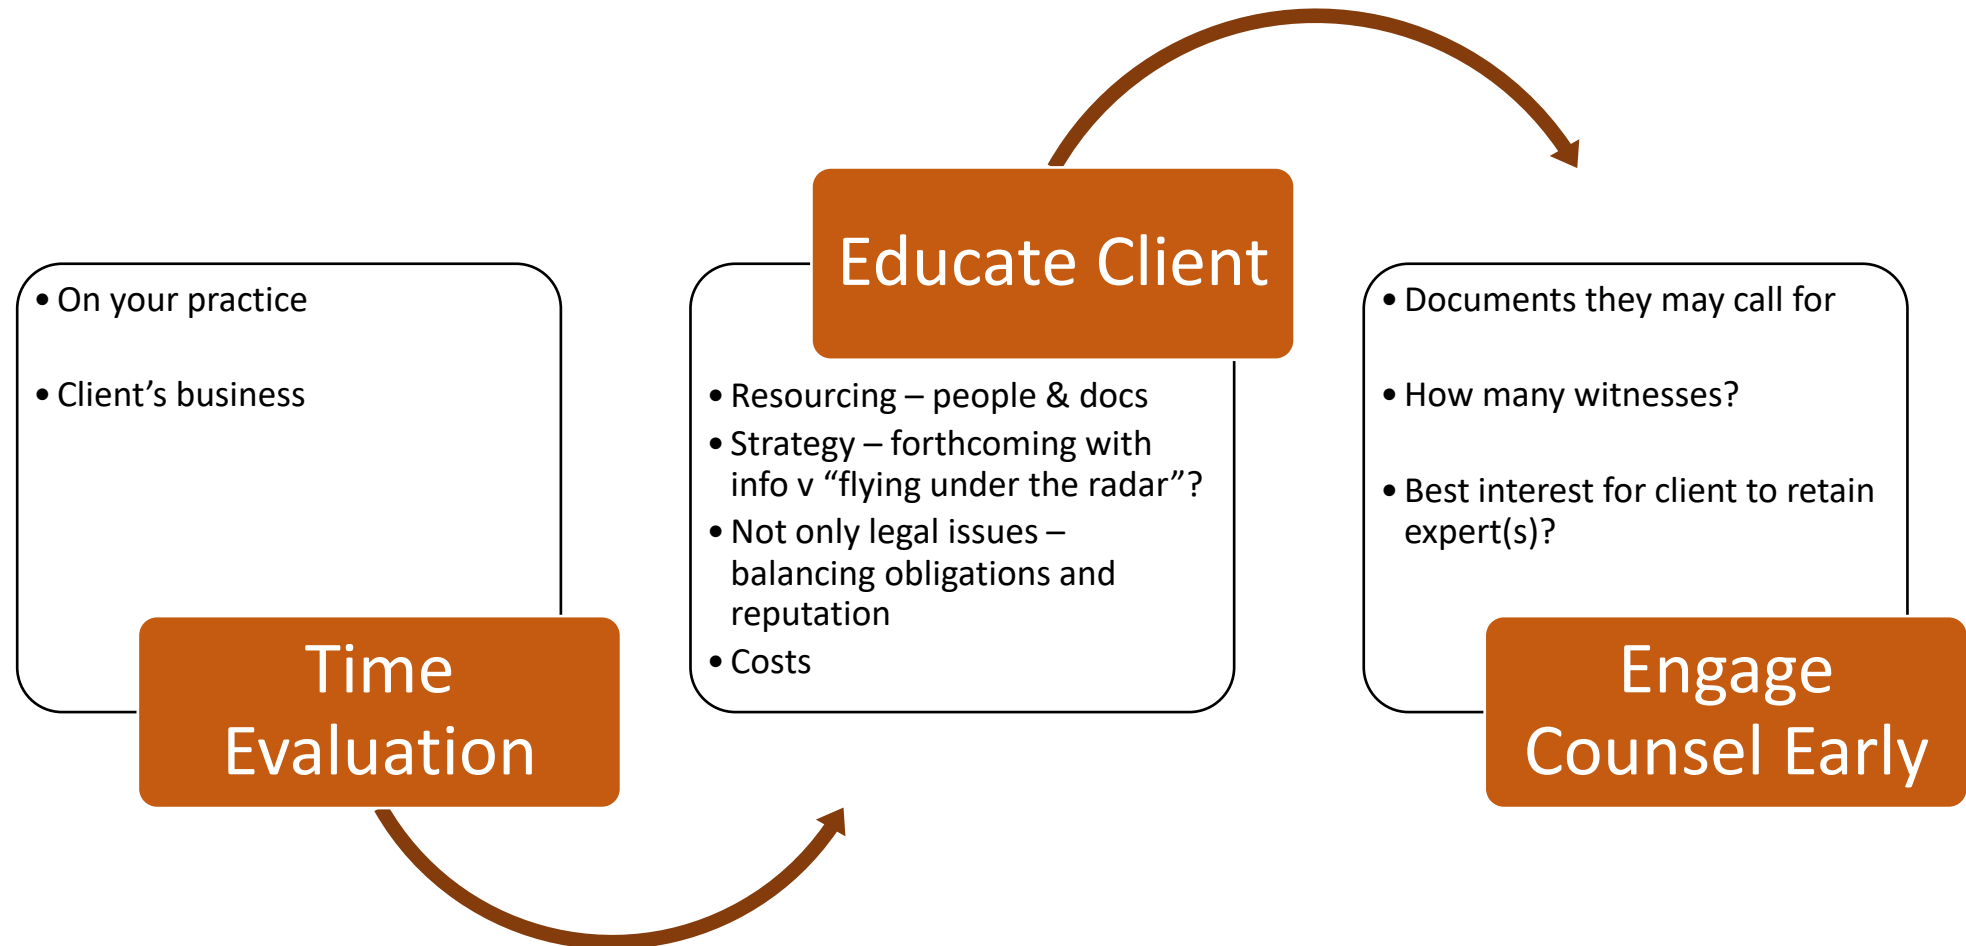 • On your practice
• Client’s business
Time
Evaluation
Educate Client
• Resourcing – people & docs
• Strategy – forthcoming with
info v “flying under the radar”?
• Not only legal issues –
balancing obligations and
reputation
• Costs
• Documents they may call for
• How many witnesses?
• Best interest for client to retain
expert(s)?
Engage
Counsel Early